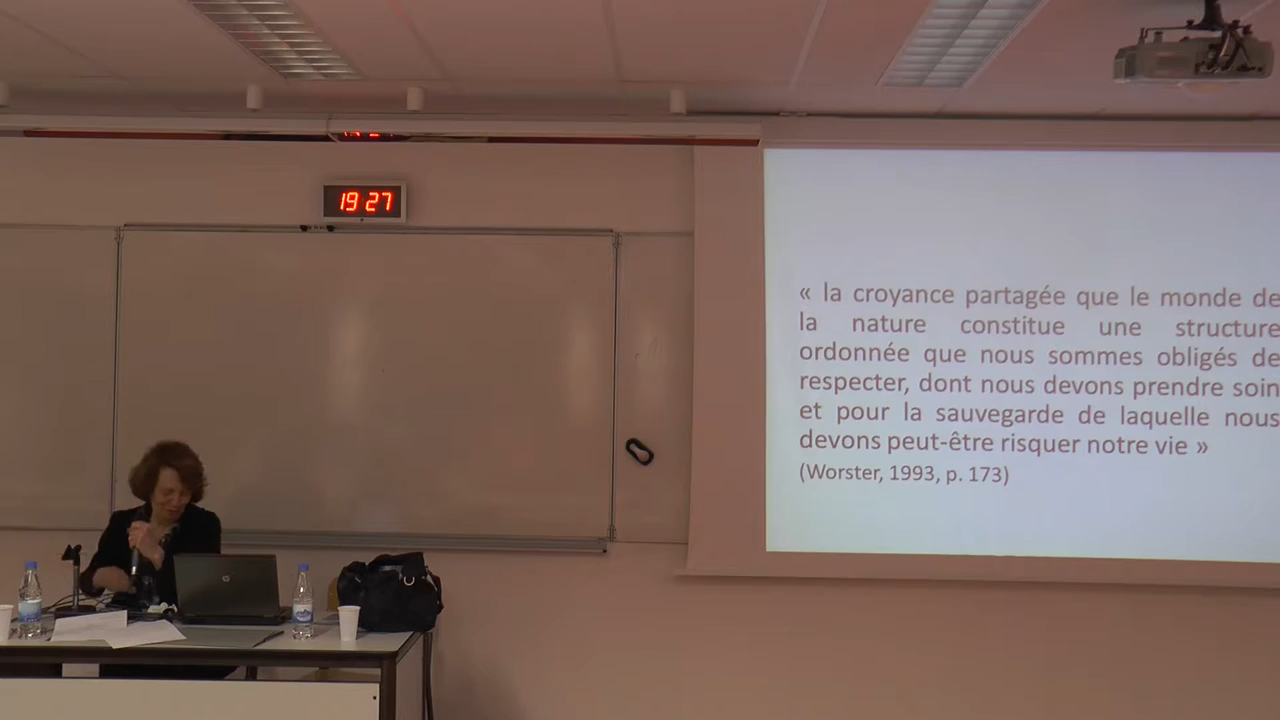 19 27
« la croyance partagée que le monde de
la nature constitue une structure
ordonnée que nous sommes obligés de
respecter, dont nous devons prendre soin
et pour la sauvegarde de laquelle nous
devons peut-être risquer notre vie »
(Worster, 1993, p. 173)
hp